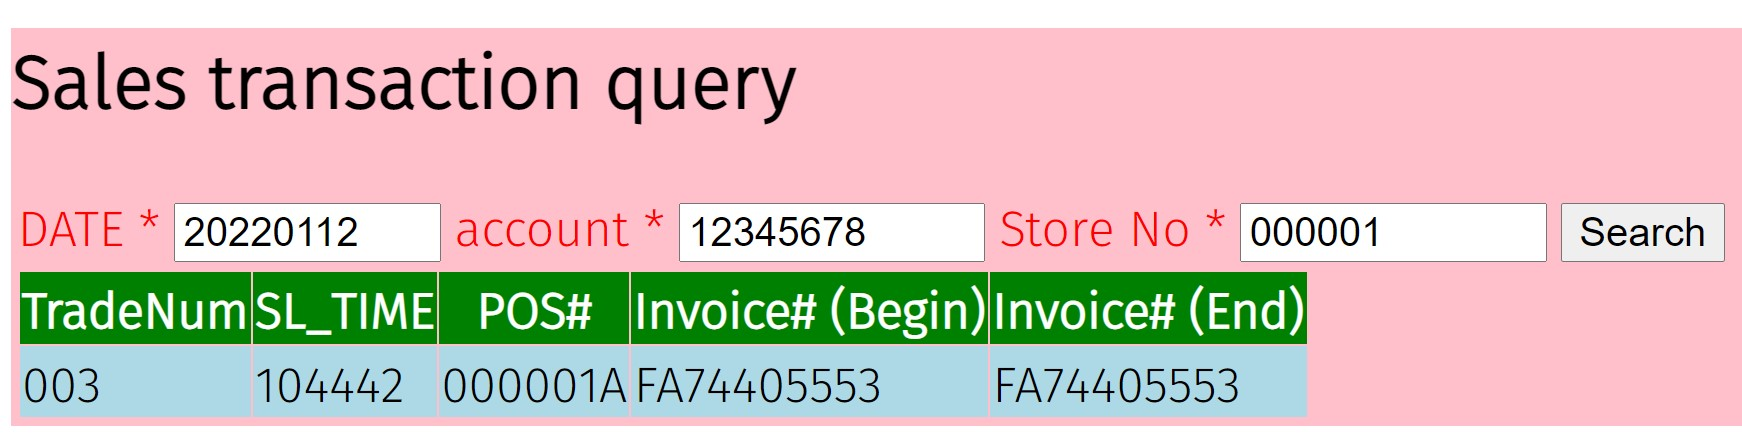 Sales transaction query
DATE * 20220112 account * 12345678 Store No * 000001 Search
TradeNum SL_TIME POS# Invoice# (Begin) Invoice# (End)
003 104442 000001A FA74405553 FA74405553